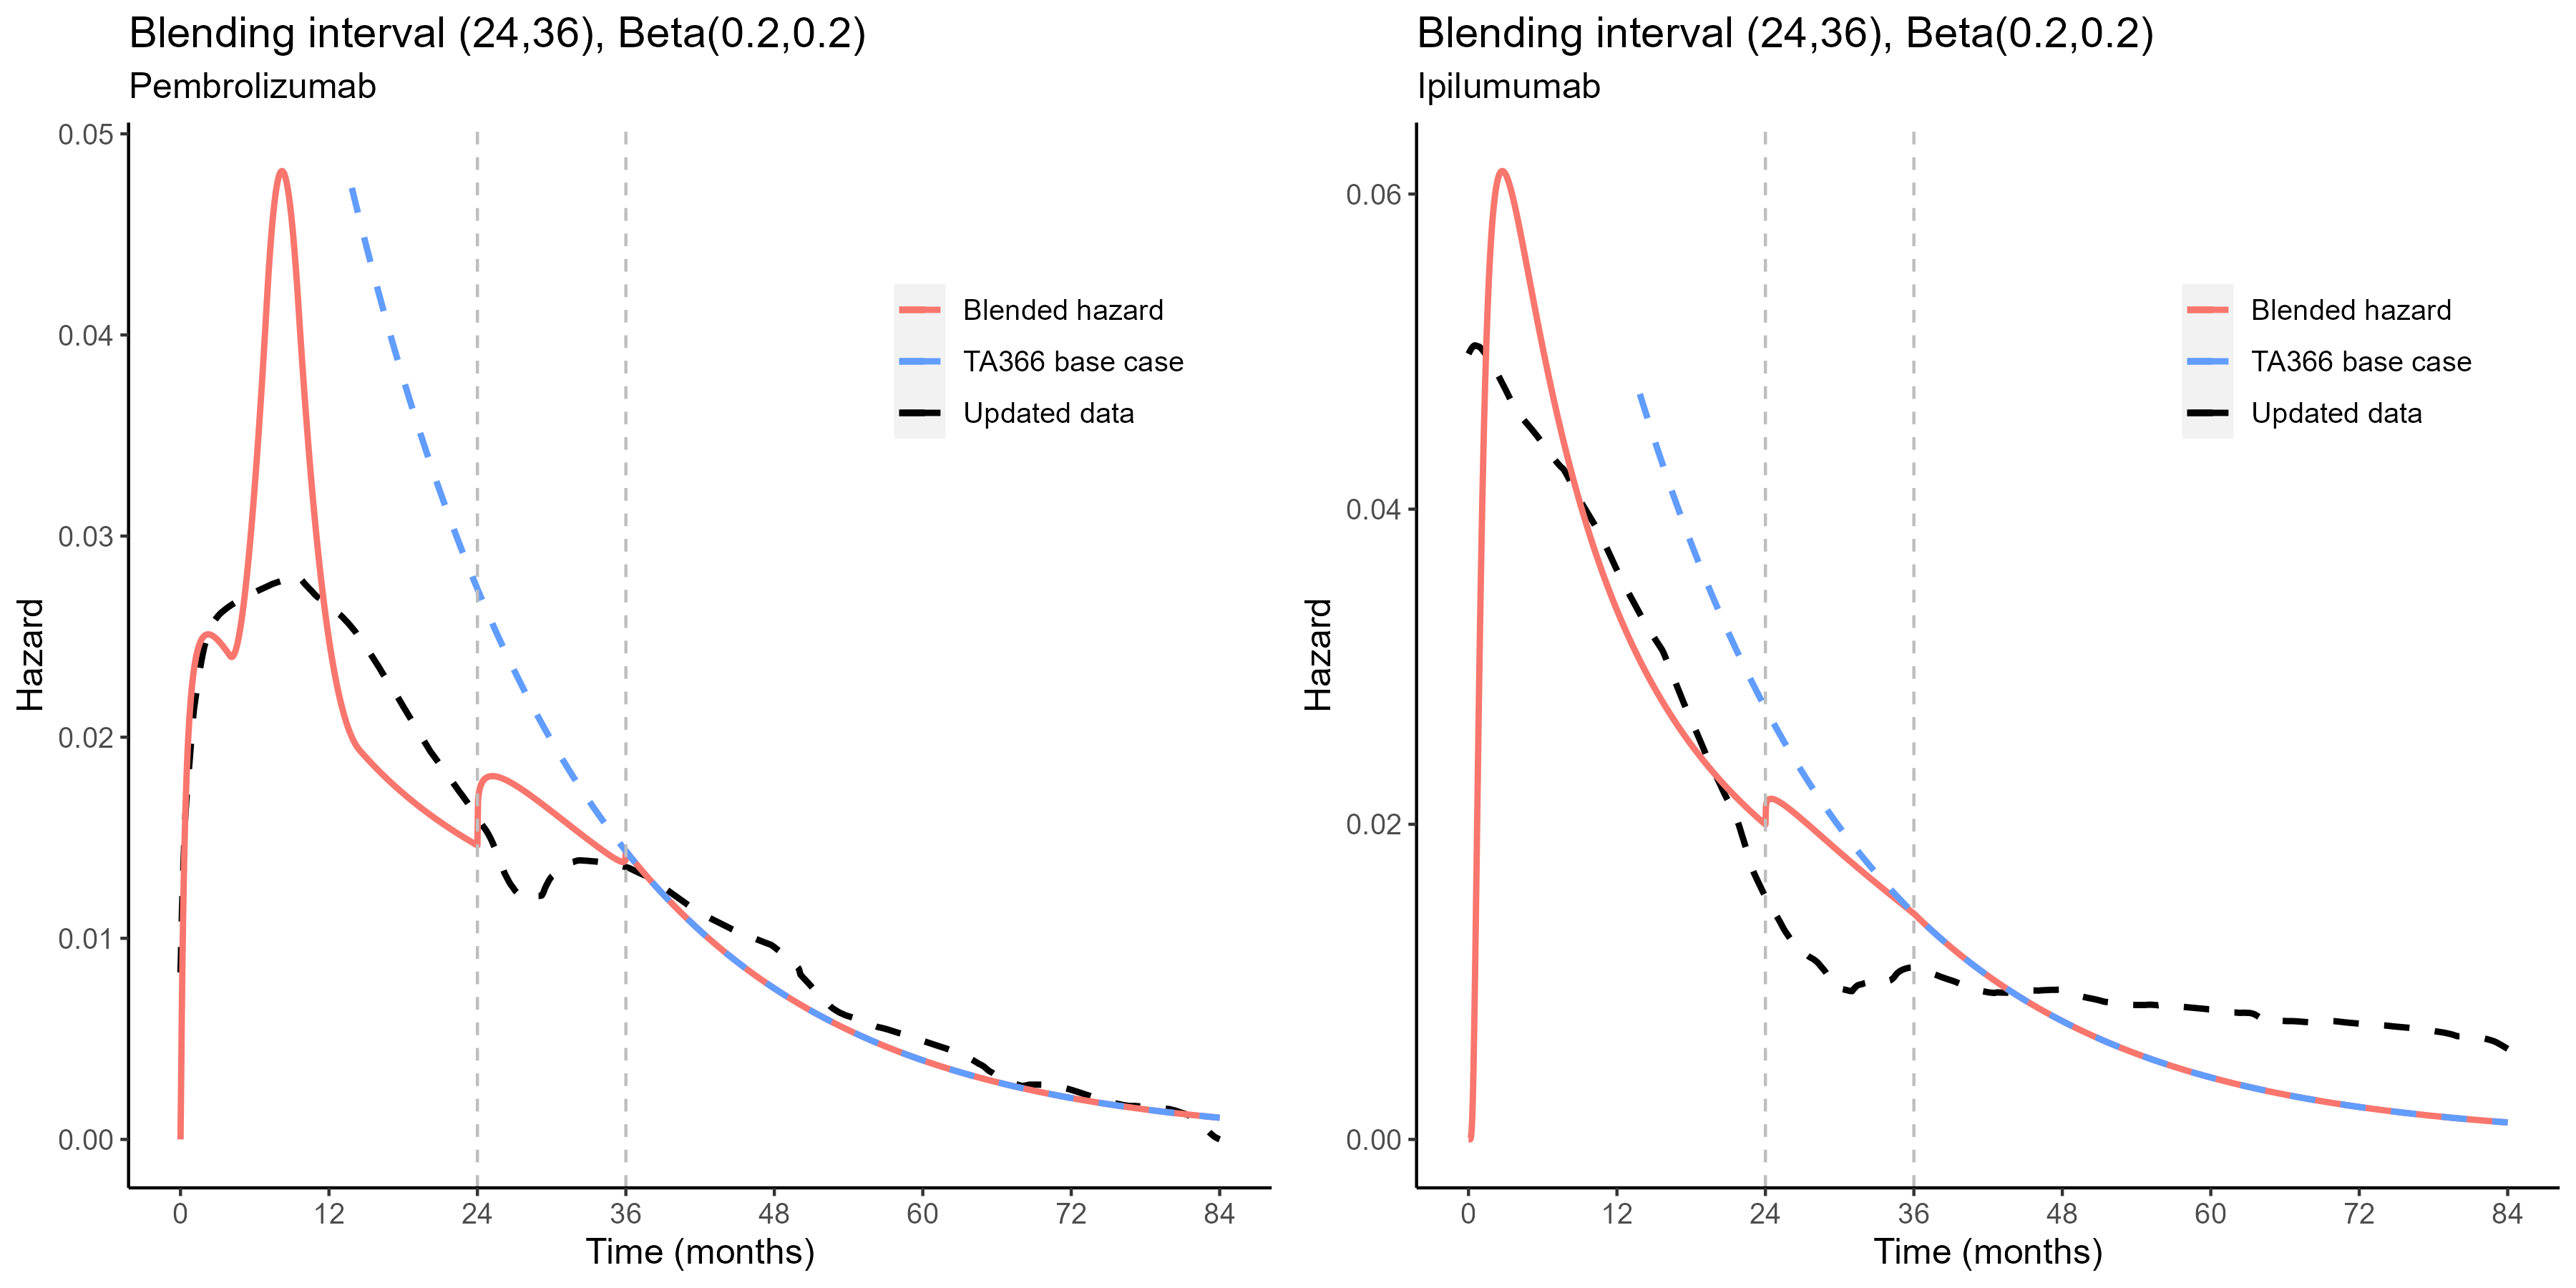 Blending interval (24,36), Beta(0.2,0.2)
Pembrolizumab
0.05
0.04
0.03
0.02
0.01
0.00
Hazard
0
12
24
36
48
60
72
84
Time (months)
Blended hazard
TA366 base case
Updated data
Blending interval (24,36), Beta(0.2,0.2)
Ipilumumab
0.06
0.04
0.02
0.00
Hazard
0
12
24
36
48
60
72
84
Time (months)
Blended hazard
TA366 base case
Updated data